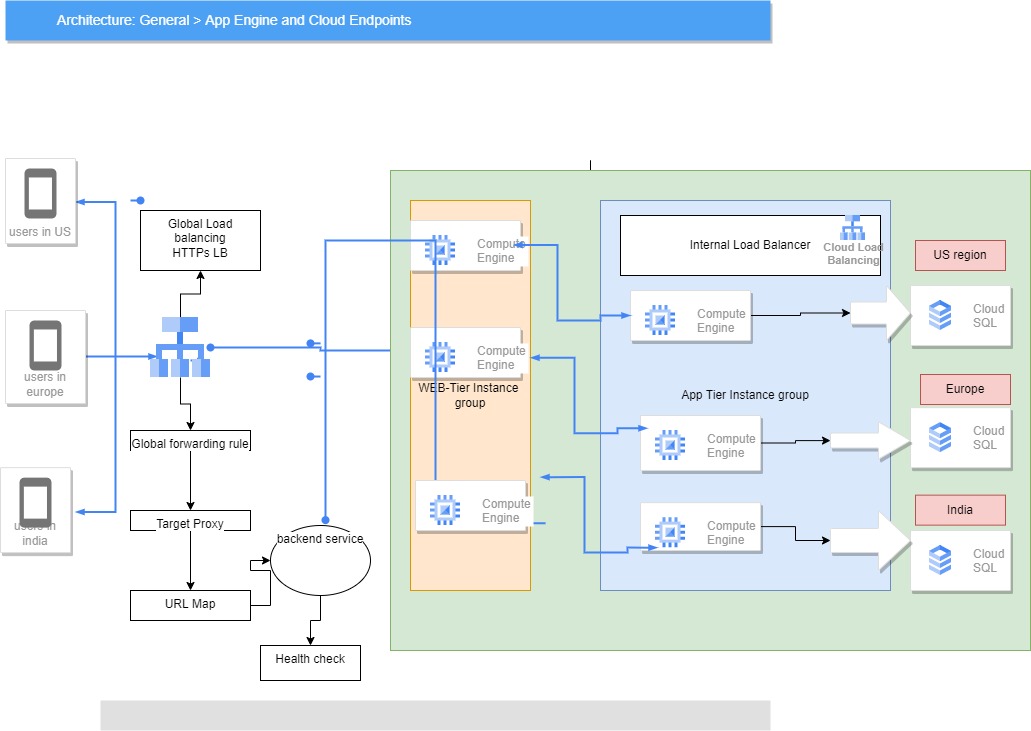 Architecture: General > App Engine and Cloud Endpoints
users in US
users in
europe
users in
india
Global Load
balancing
HTTPs LB
Global forwarding rule
Target Proxy
URL Map
backend service
Health check
Compute
Engine
Compute
Engine
WEB-Tier Instance
group
Compute
Engine
Internal Load Balancer
Cloud Load
Balancing
Compute
Engine
App Tier Instance group
Compute
Engine
Compute
Engine
US region
Cloud
SQL
Europe
Cloud
SQL
India
Cloud
SQL